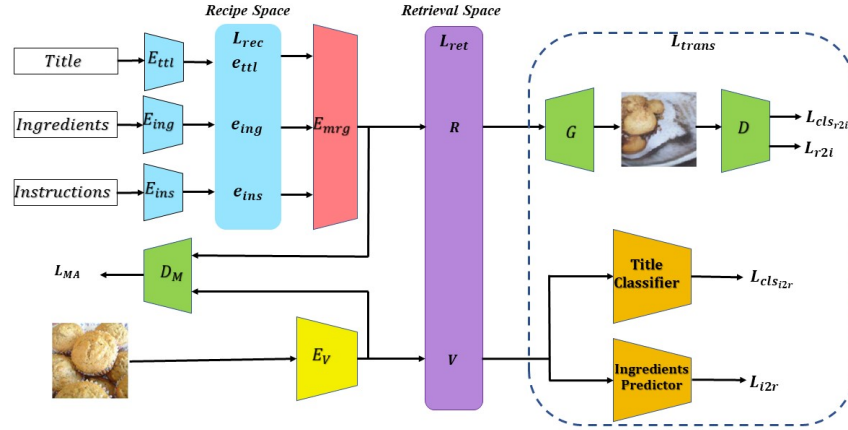 Recipe Space
Retrieval Space
L_rec
L_ret
L_trans
Title
E_ttl
e_ttl
Ingredients
E_ing
e_ing
E_mrg
R
G
D
L_cls_r2i
L_r2i
Instructions
E_ins
e_ins
L_MA
D_M
Title
Classifier
L_cls_i2r
E_V
V
Ingredients
Predictor
L_i2r